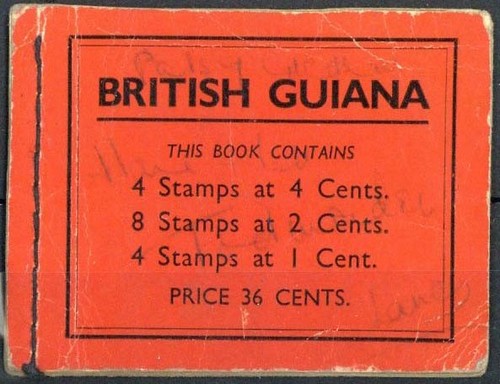 BRITISH GUIANA
THIS BOOK CONTAINS
4 Stamps at 4 Cents.
8 Stamps at 2 Cents.
4 Stamps at 1 Cent.
PRICE 36 CENTS.